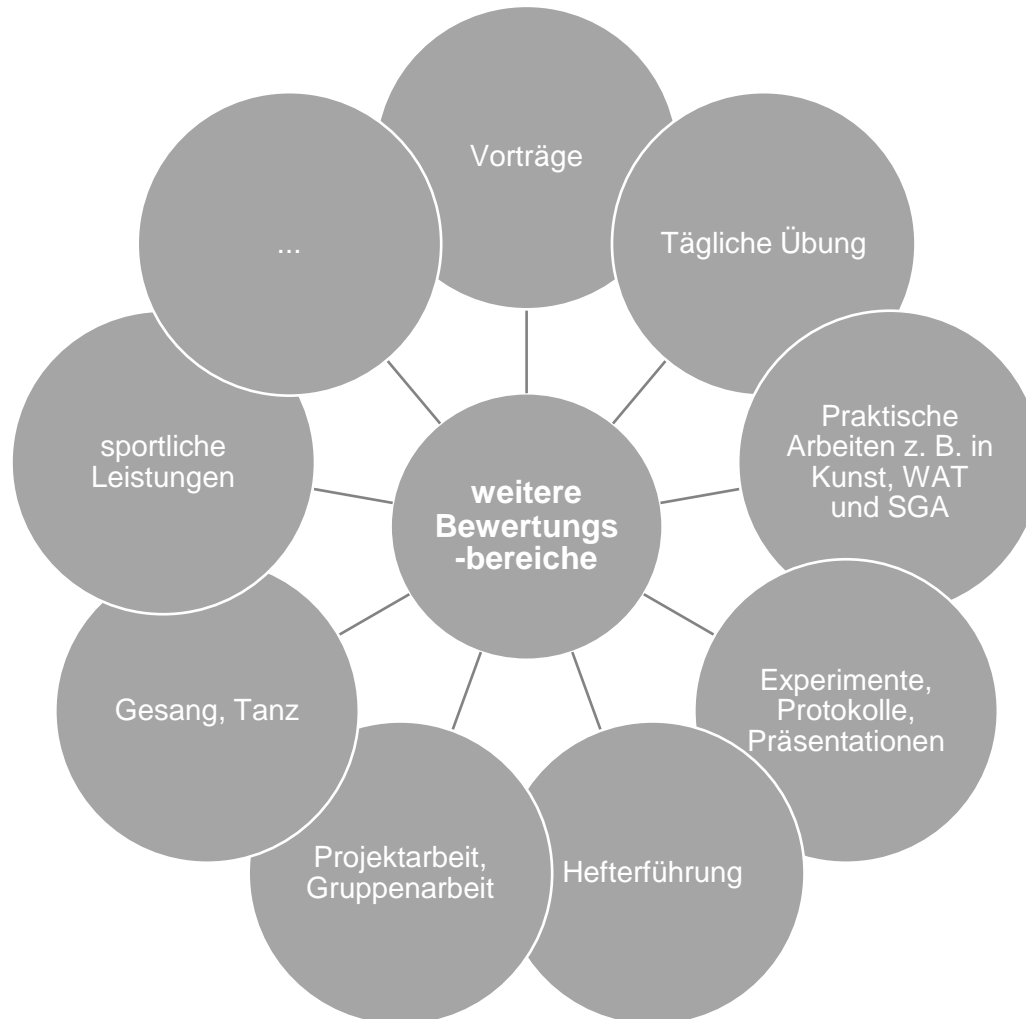 Vorträge
Tägliche Übung
Praktische
Arbeiten z. B. in
Kunst, WAT
und SGA
Experimente,
Protokolle,
Präsentationen
Hefterführung
Projektarbeit,
Gruppenarbeit
Gesang, Tanz
sportliche
Leistungen
...
weitere
Bewertungs
-bereiche